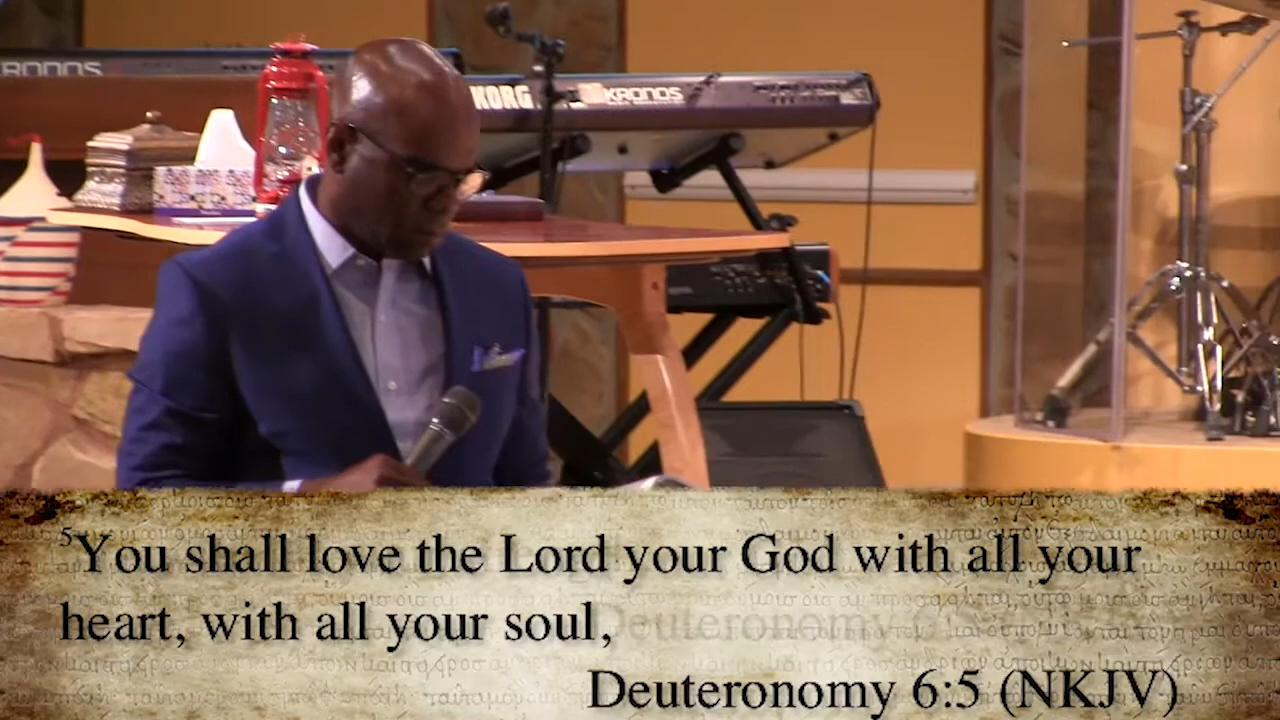 KRONOS
KORG KRONOS
5You shall love the Lord your God with all your
heart, with all your soul,
Deuteronomy 6:5 (NKJV)